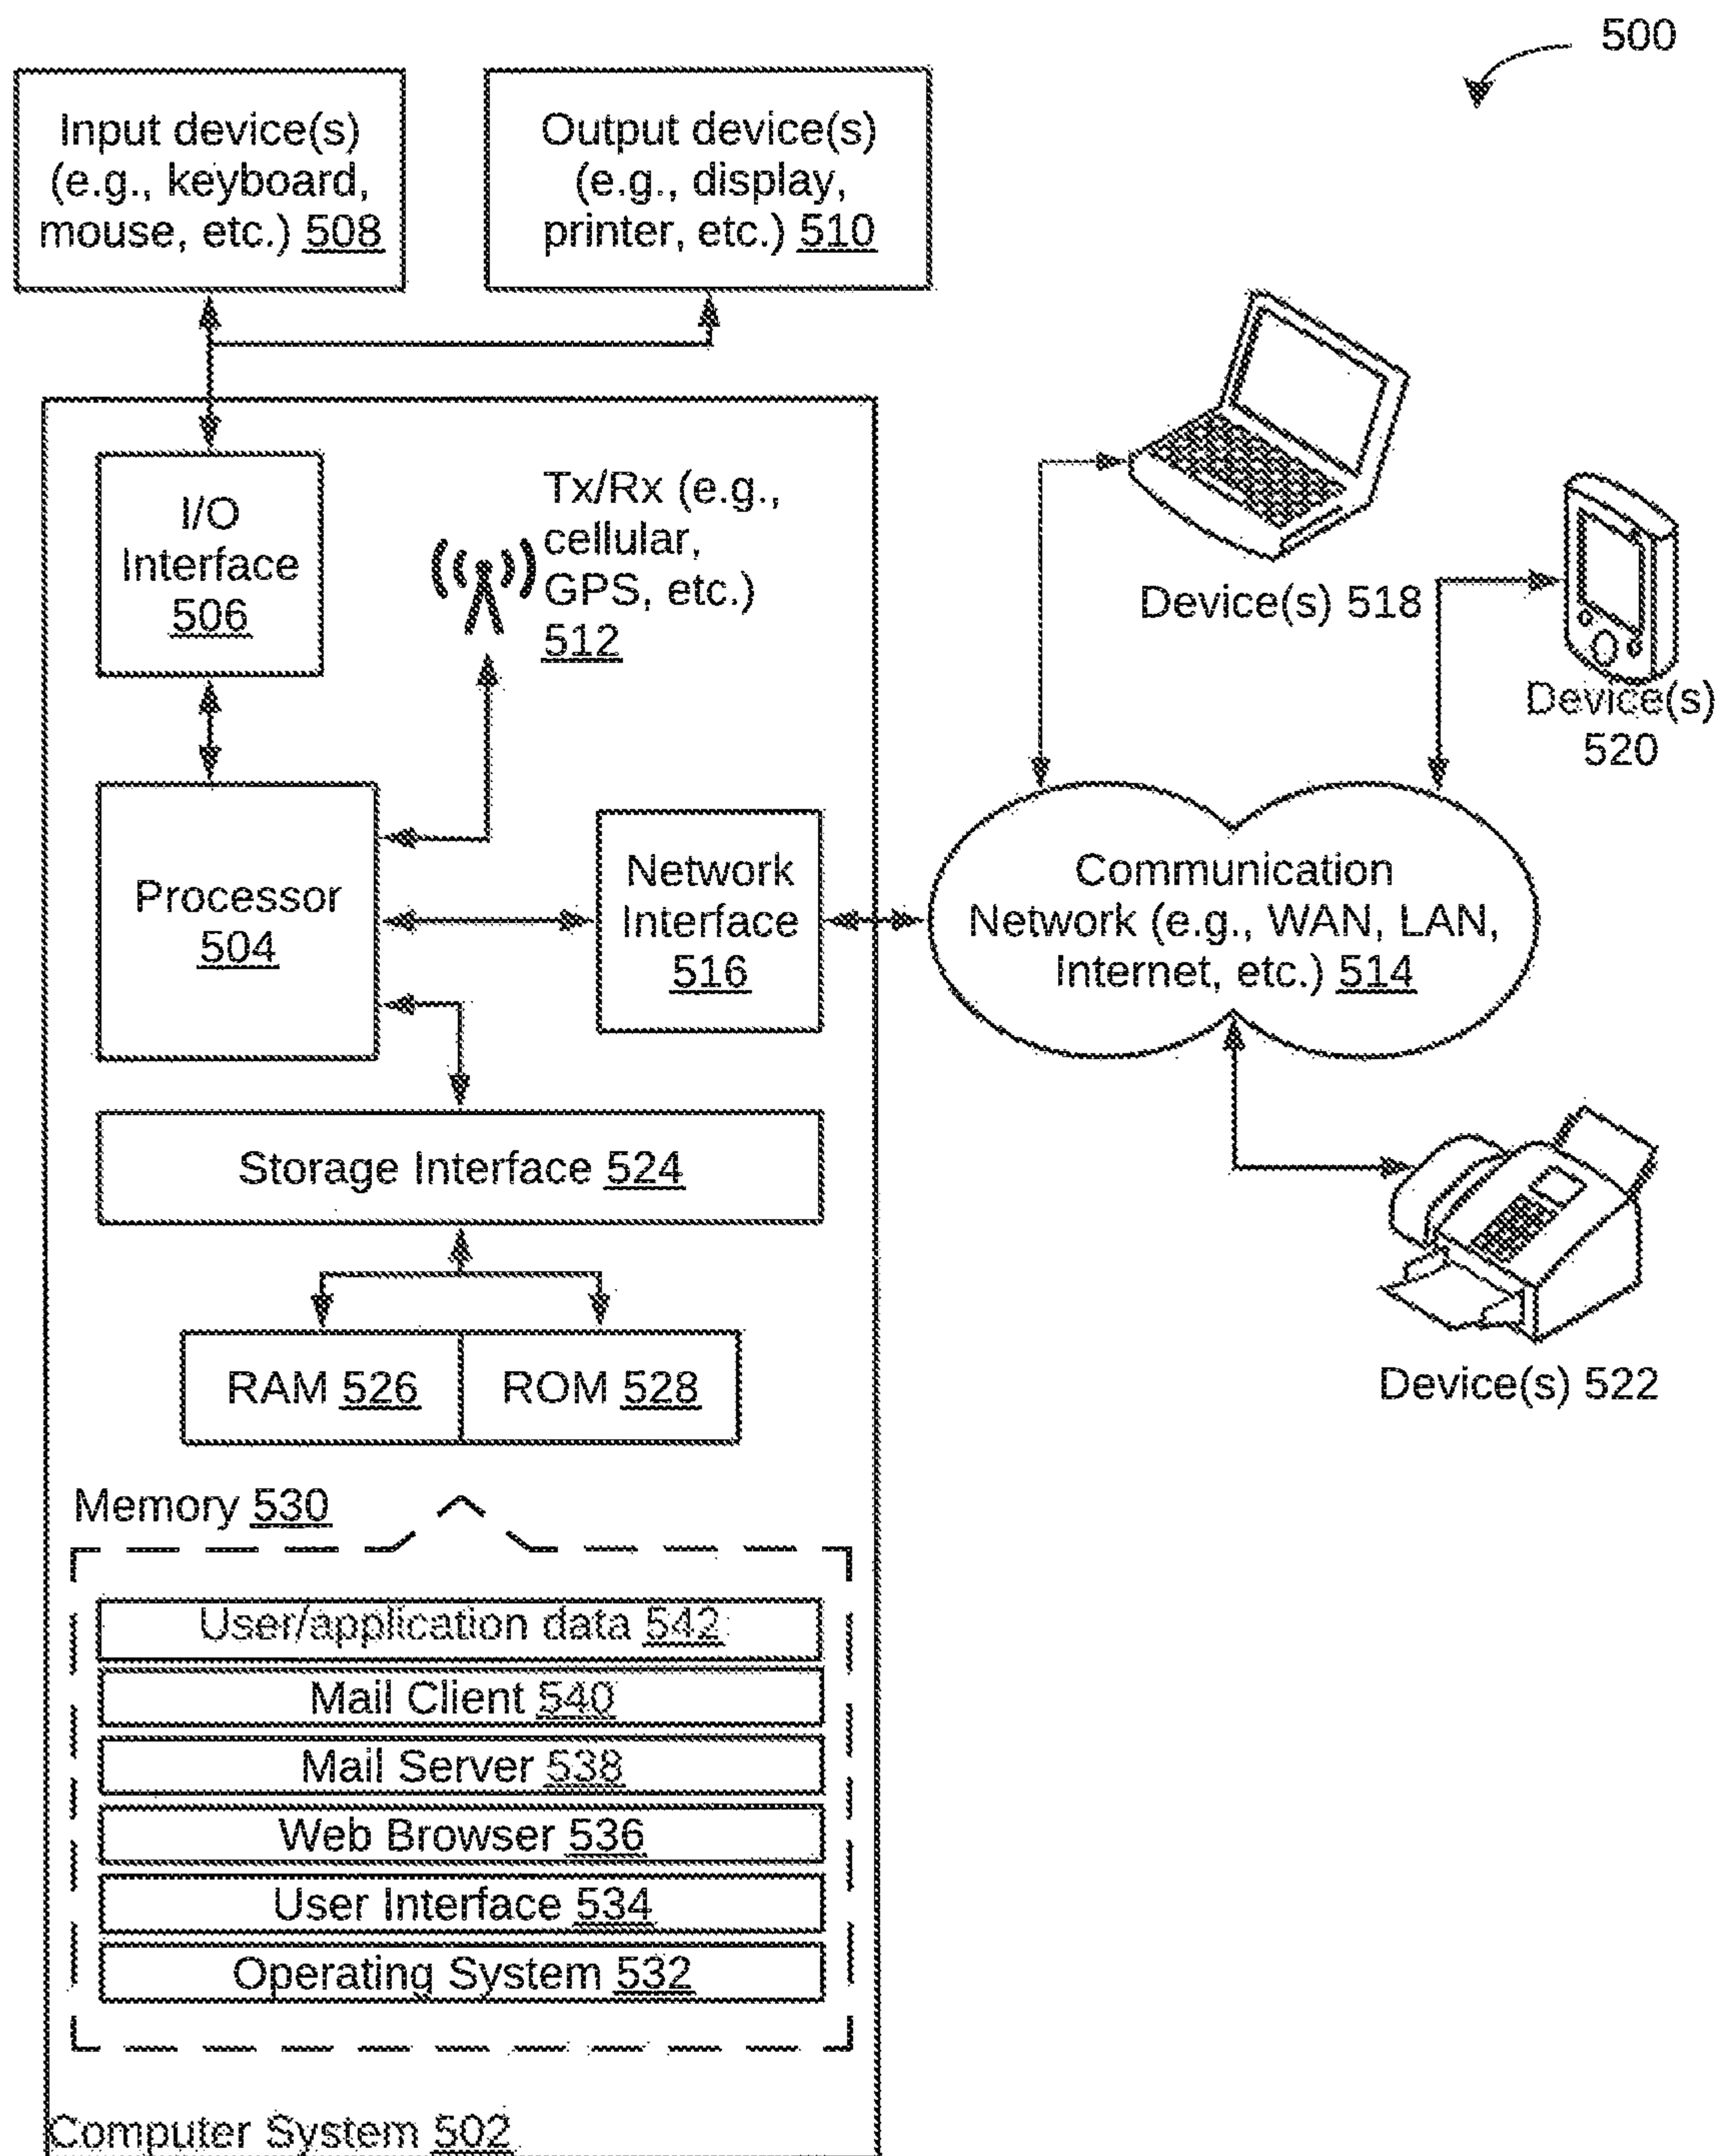 500
Input device(s)
(e.g., keyboard,
mouse, etc.) 508
Output device(s)
(e.g., display,
printer, etc.) 510
I/O
Interface
506
Tx/Rx (e.g.,
cellular,
GPS, etc.)
512
Device(s) 518
Device(s)
520
Processor
504
Network
Interface
516
Communication
Network (e.g., WAN, LAN,
Internet, etc.) 514
Storage Interface 524
RAM 526
ROM 528
Device(s) 522
Memory 530
User/application data 542
Mail Client 540
Mail Server 538
Web Browser 536
User Interface 534
Operating System 532
Computer System 502